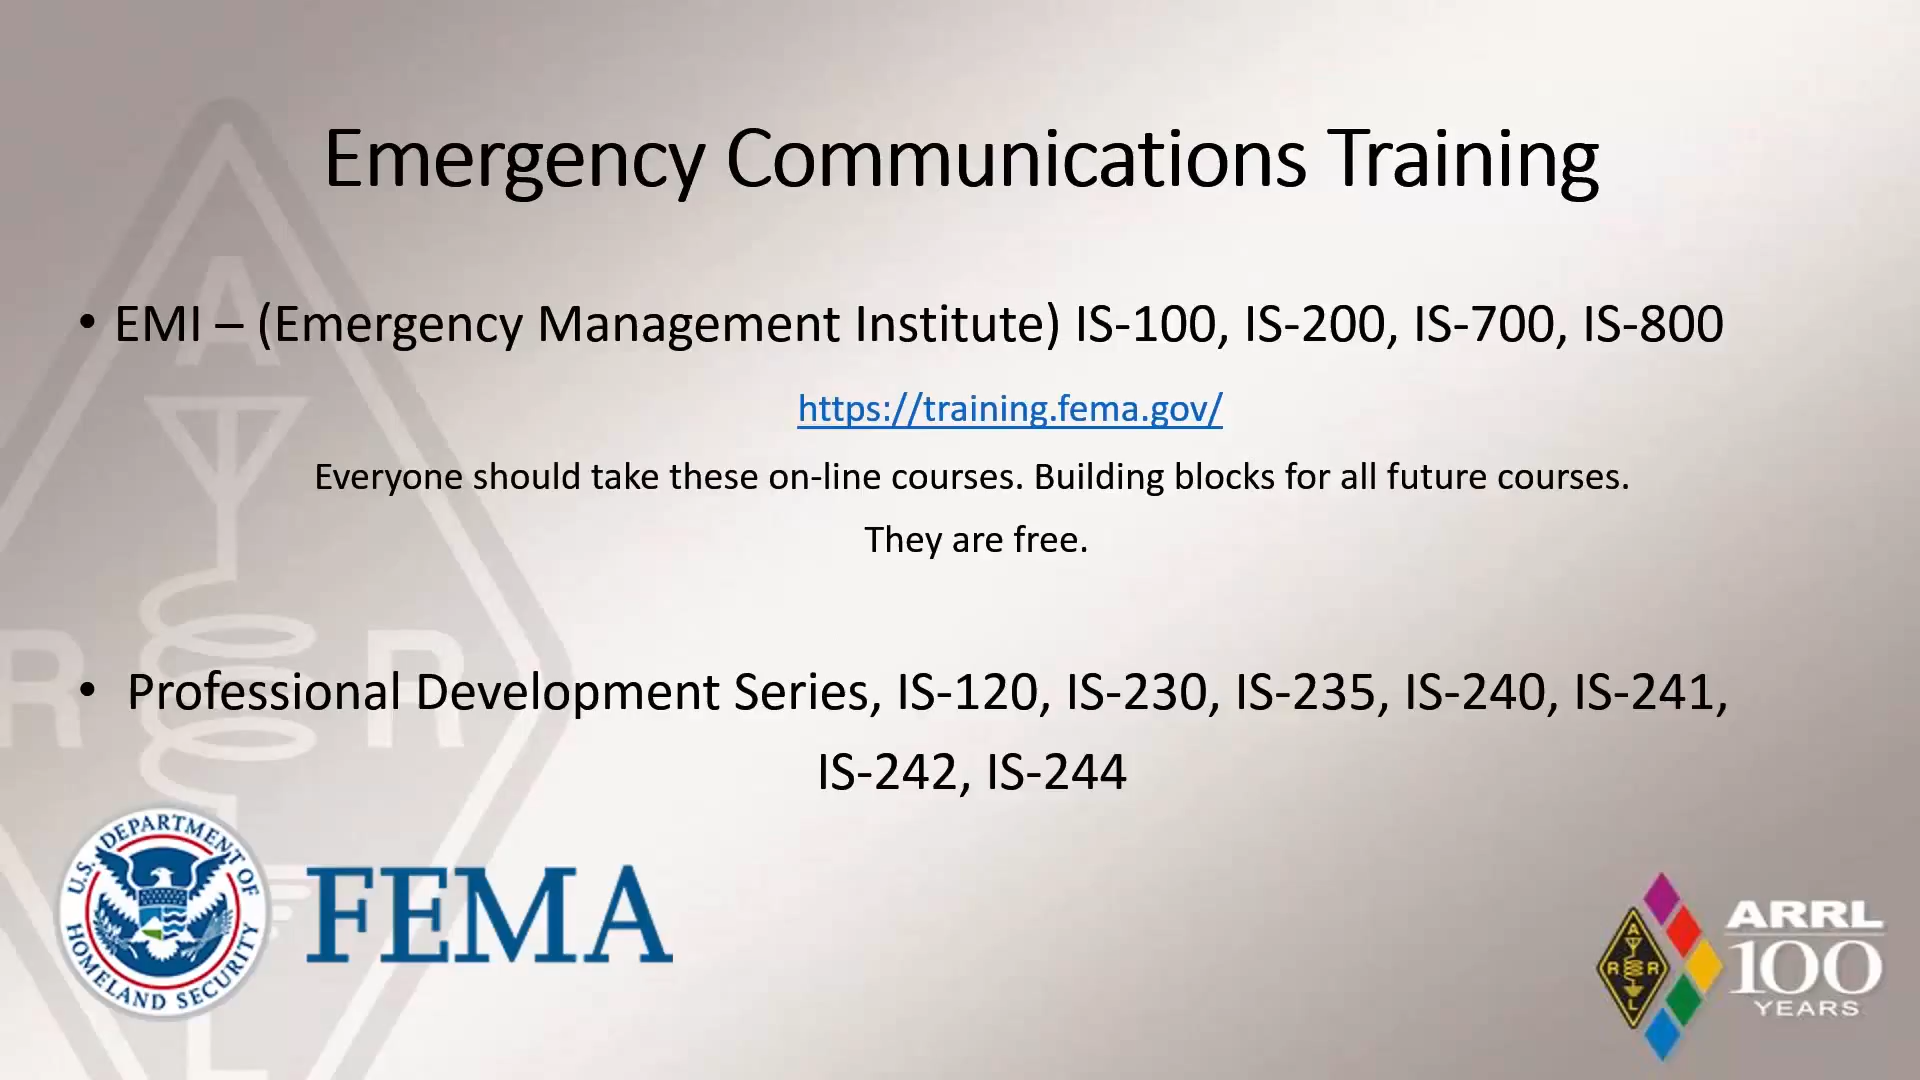 Emergency Communications Training
• EMI – (Emergency Management Institute) IS-100, IS-200, IS-700, IS-800
https://training.fema.gov/
Everyone should take these on-line courses. Building blocks for all future courses.
They are free.
• Professional Development Series, IS-120, IS-230, IS-235, IS-240, IS-241,
IS-242, IS-244
A
R R
L
U.S. DEPARTMENT OF
HOMELAND SECURITY
FEMA
A
R R
L
ARRL
100
YEARS